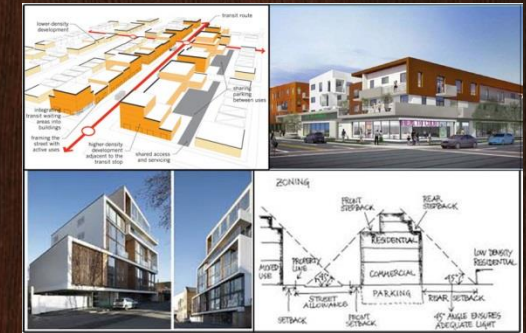 lower-density
development
transit route
integrating
transit waiting
areas into
buildings
framing the
street with
active uses
higher-density
development
adjacent to the
transit stop
shared access
and servicing
sharing
parking
between uses
ZONING
FRONT
STEPBACK
REAR
STEPBACK
RESIDENTIAL
COMMERCIAL
PARKING
MIXED
USE
PROPERTY
LINE
45°
45°
LOW DENSITY
RESIDENTIAL
STREET
ALLOWANCE
SETBACK
FRONT
SETBACK
REAR SETBACK
45° ANGLE ENSURES
ADEQUATE LIGHT